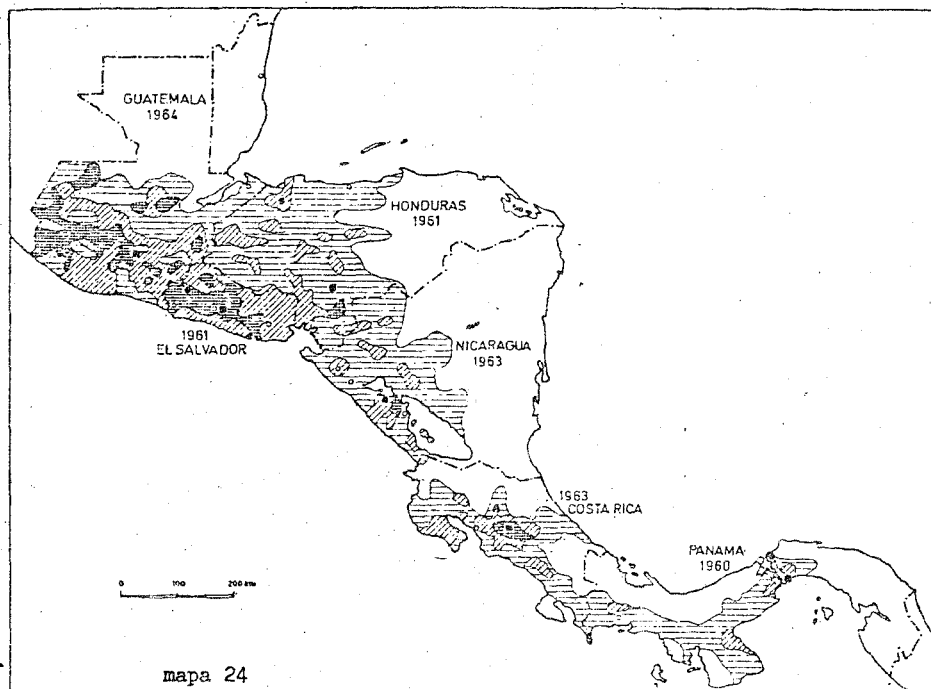 GUATEMALA
1964
HONDURAS
1961
1961
EL SALVADOR
NICARAGUA
1963
1963
COSTA RICA
PANAMA
1960
0 100 200 km
mapa 24